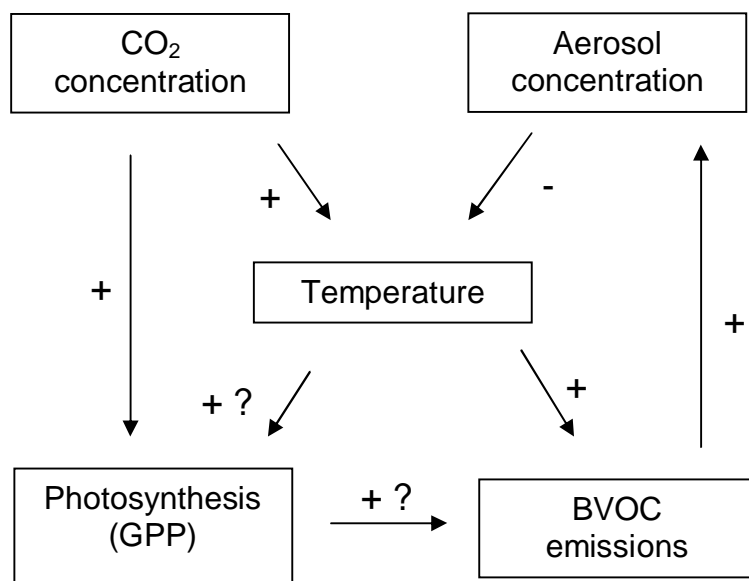 CO₂
concentration
Aerosol
concentration
+
-
Temperature
+
+
+ ?
+
Photosynthesis
(GPP)
+ ?
BVOC
emissions